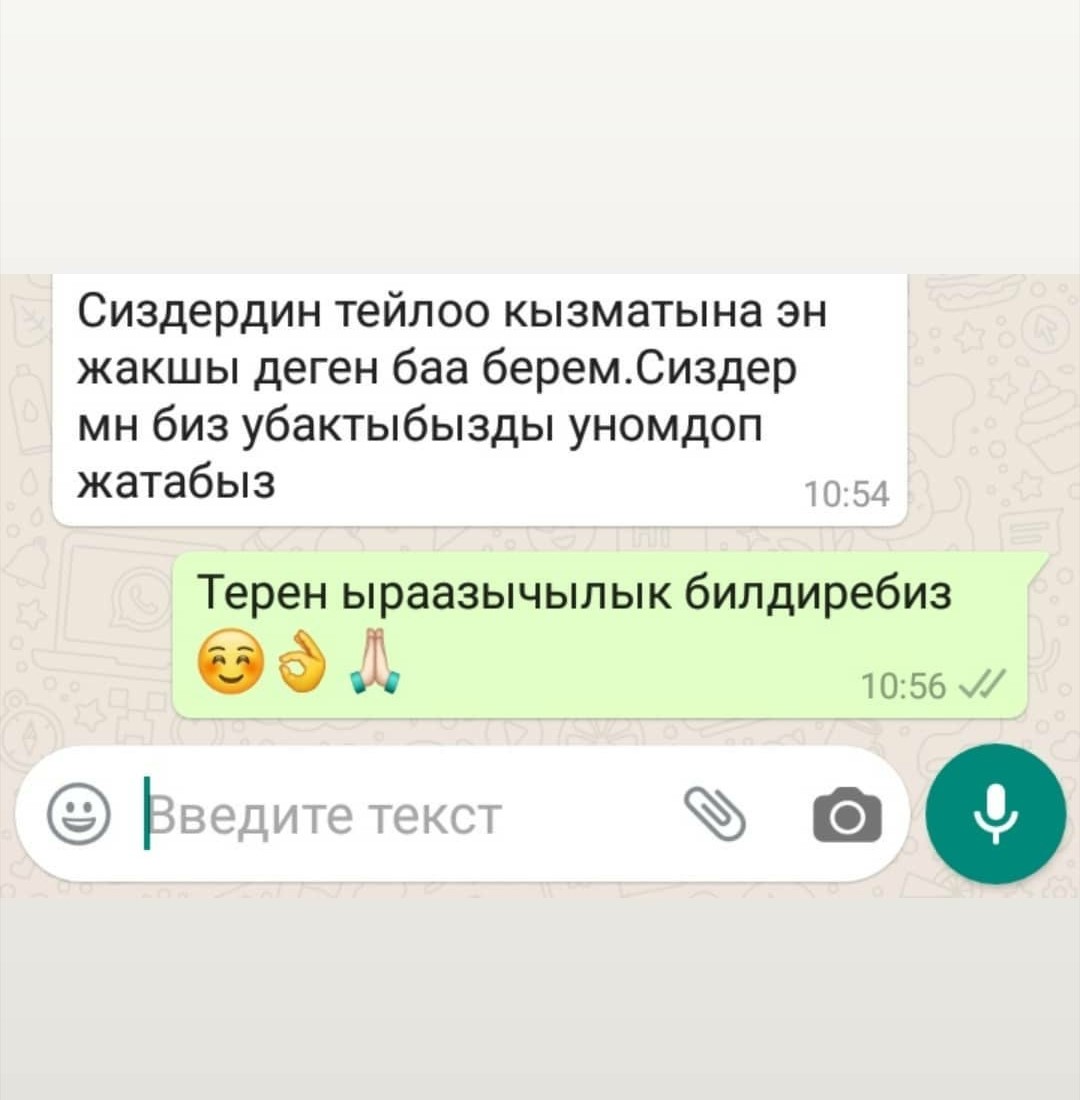 Сиздердин тейлоо кызматына эн
жакшы деген баа берем.Сиздер
мн биз убактыбызды уномдоп
жатабыз
10:54
Терен ыраазычылык билдиребиз
☺️👌🙏🏻
10:56
Введите текст